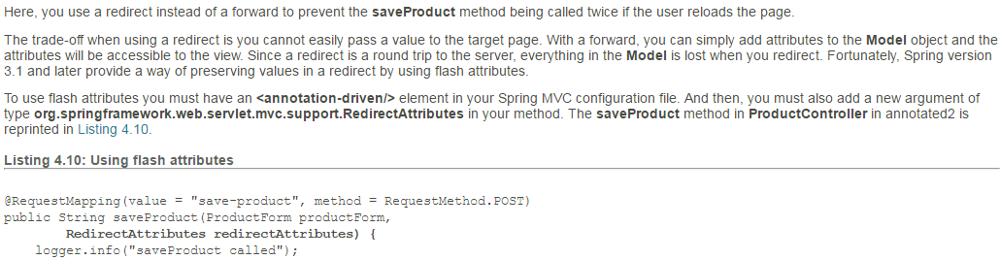 Here, you use a redirect instead of a forward to prevent the saveProduct method being called twice if the user reloads the page.
The trade-off when using a redirect is you cannot easily pass a value to the target page. With a forward, you can simply add attributes to the Model object and the
attributes will be accessible to the view. Since a redirect is a round trip to the server, everything in the Model is lost when you redirect. Fortunately, Spring version
3.1 and later provide a way of preserving values in a redirect by using flash attributes.
To use flash attributes you must have an <annotation-driven/> element in your Spring MVC configuration file. And then, you must also add a new argument of
type org.springframework.web.servlet.mvc.support.RedirectAttributes in your method. The saveProduct method in ProductController in annotated2 is
reprinted in Listing 4.10.
Listing 4.10: Using flash attributes
@RequestMapping(value = "save-product", method = RequestMethod.POST)
public String saveProduct(ProductForm productForm,
        RedirectAttributes redirectAttributes) {
    logger.info("saveProduct called");